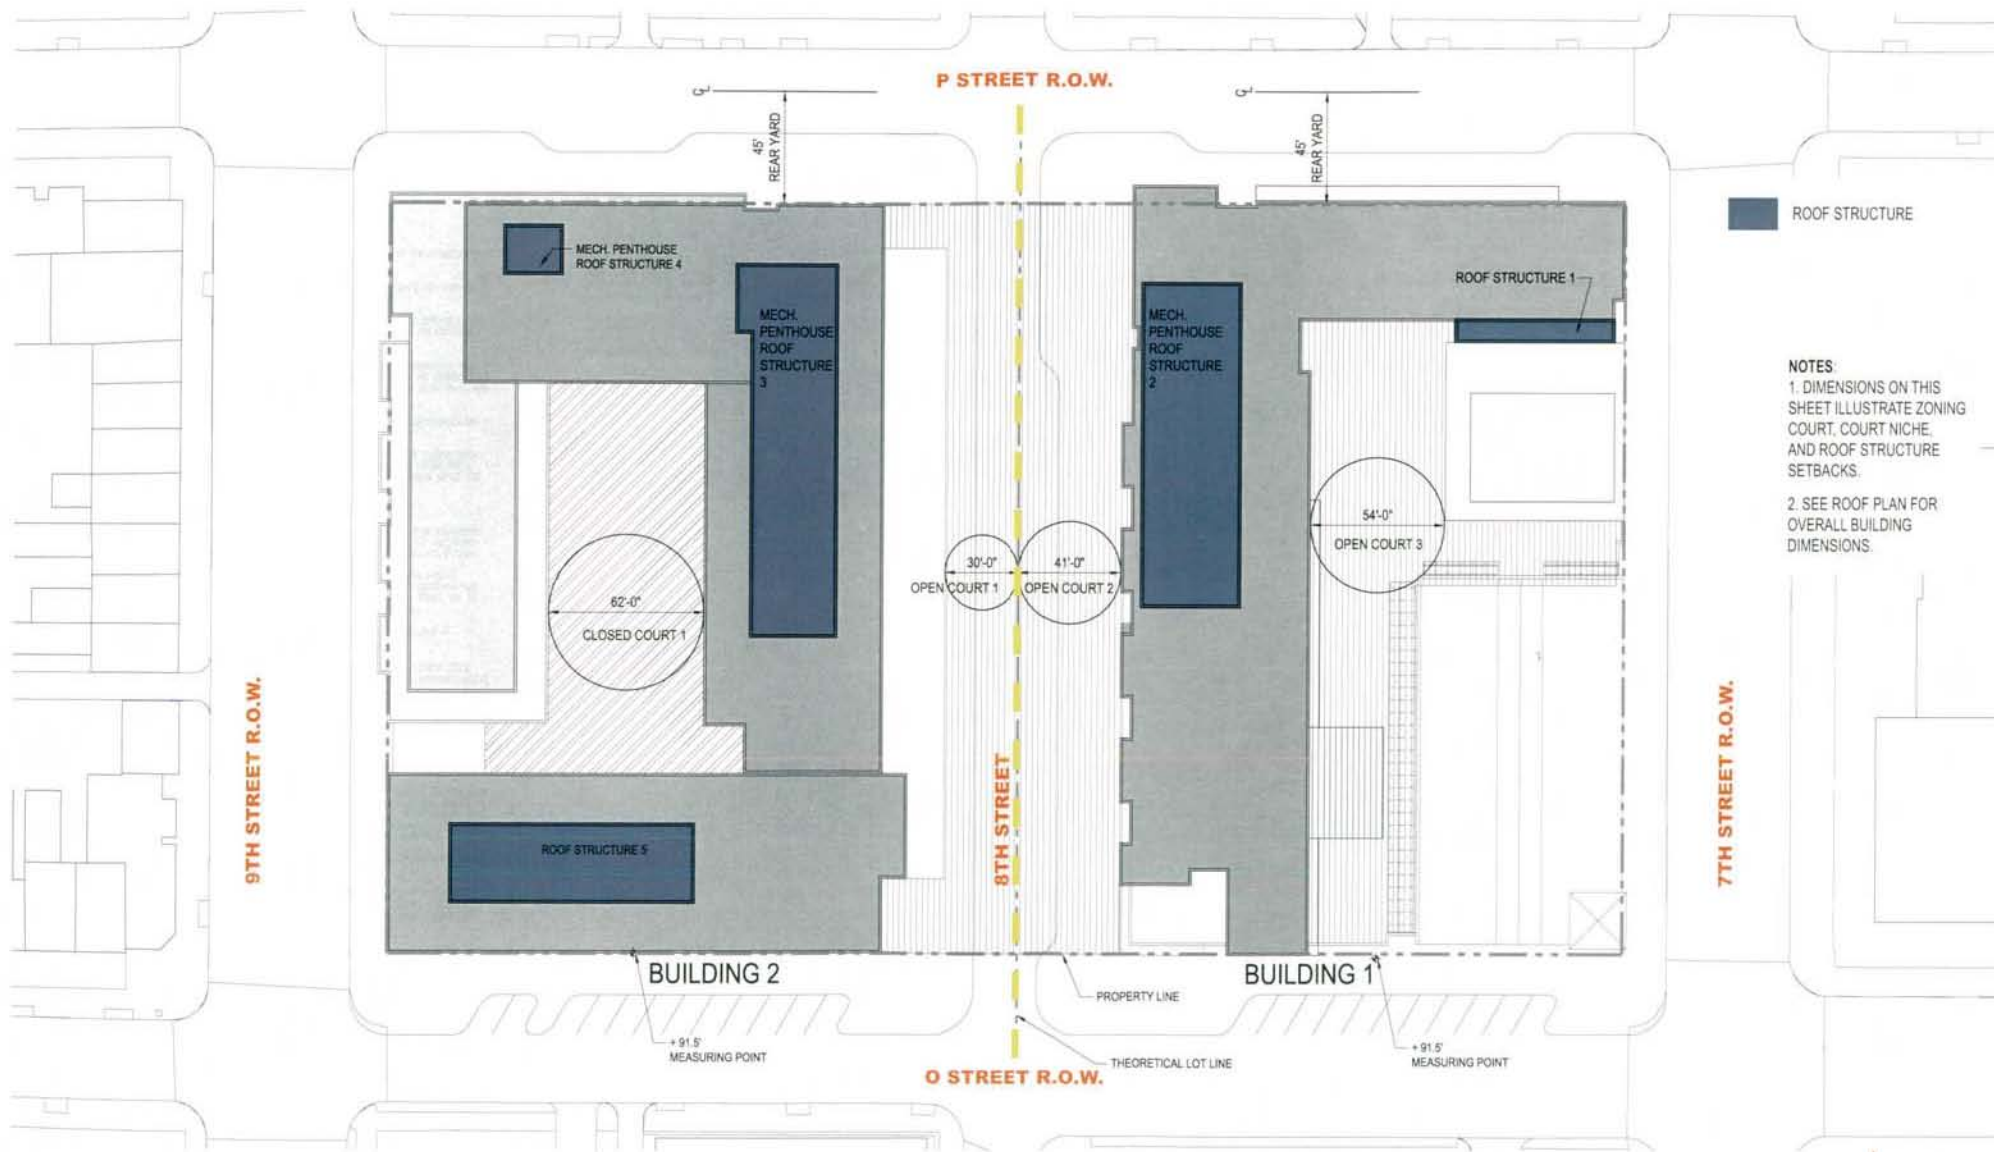 P STREET R.O.W.
45'
REAR YARD
45'
REAR YARD
ROOF STRUCTURE
MECH. PENTHOUSE
ROOF STRUCTURE 4
ROOF STRUCTURE 1
MECH.
PENTHOUSE
ROOF
STRUCTURE
3
MECH.
PENTHOUSE
ROOF
STRUCTURE
2
NOTES:
1. DIMENSIONS ON THIS
SHEET ILLUSTRATE ZONING
COURT, COURT NICHE,
AND ROOF STRUCTURE
SETBACKS.
2. SEE ROOF PLAN FOR
OVERALL BUILDING
DIMENSIONS.
54'-0"
OPEN COURT 3
30'-0"
OPEN COURT 1
41'-0"
OPEN COURT 2
62'-0"
CLOSED COURT 1
9TH STREET R.O.W.
8TH STREET
7TH STREET R.O.W.
ROOF STRUCTURE 5
BUILDING 2
BUILDING 1
PROPERTY LINE
+ 91.5'
MEASURING POINT
THEORETICAL LOT LINE
+ 91.5'
MEASURING POINT
O STREET R.O.W.